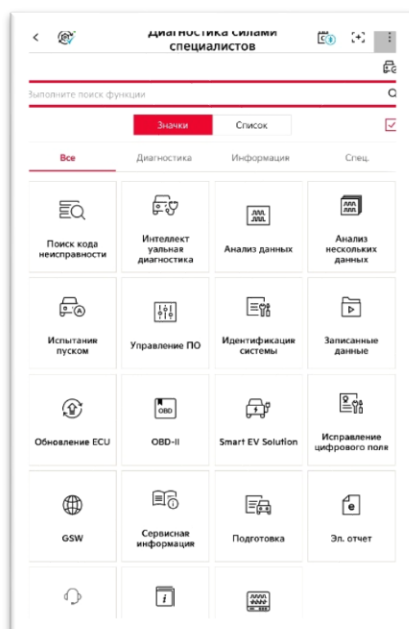 Диагностика силами
специалистов
Выполните поиск функции
Значки
Список
Все
Диагностика
Информация
Спец.
Поиск кода
неисправности
Интеллект
уальная
диагностика
Анализ данных
Анализ
нескольких
данных
Испытания
пуском
Управление ПО
Идентификация
системы
Записанные
данные
Обновление ECU
OBD
OBD-II
Smart EV Solution
Исправление
цифрового поля
GSW
Сервисная
информация
Подготовка
e
Эл. отчет
i